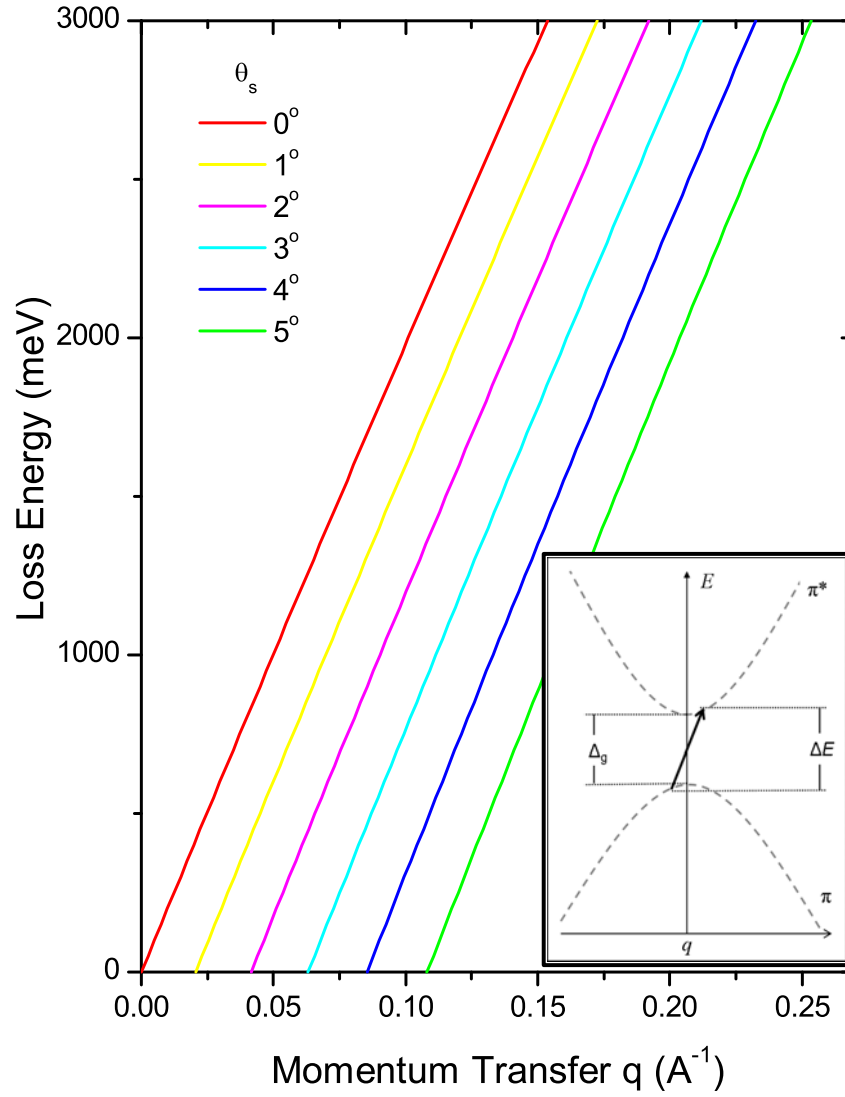 3000
2000
1000
0
Loss Energy (meV)
θs
0°
1°
2°
3°
4°
5°
E
π*
Δg
ΔE
π
q
0.00 0.05 0.10 0.15 0.20 0.25
Momentum Transfer q (A⁻¹)